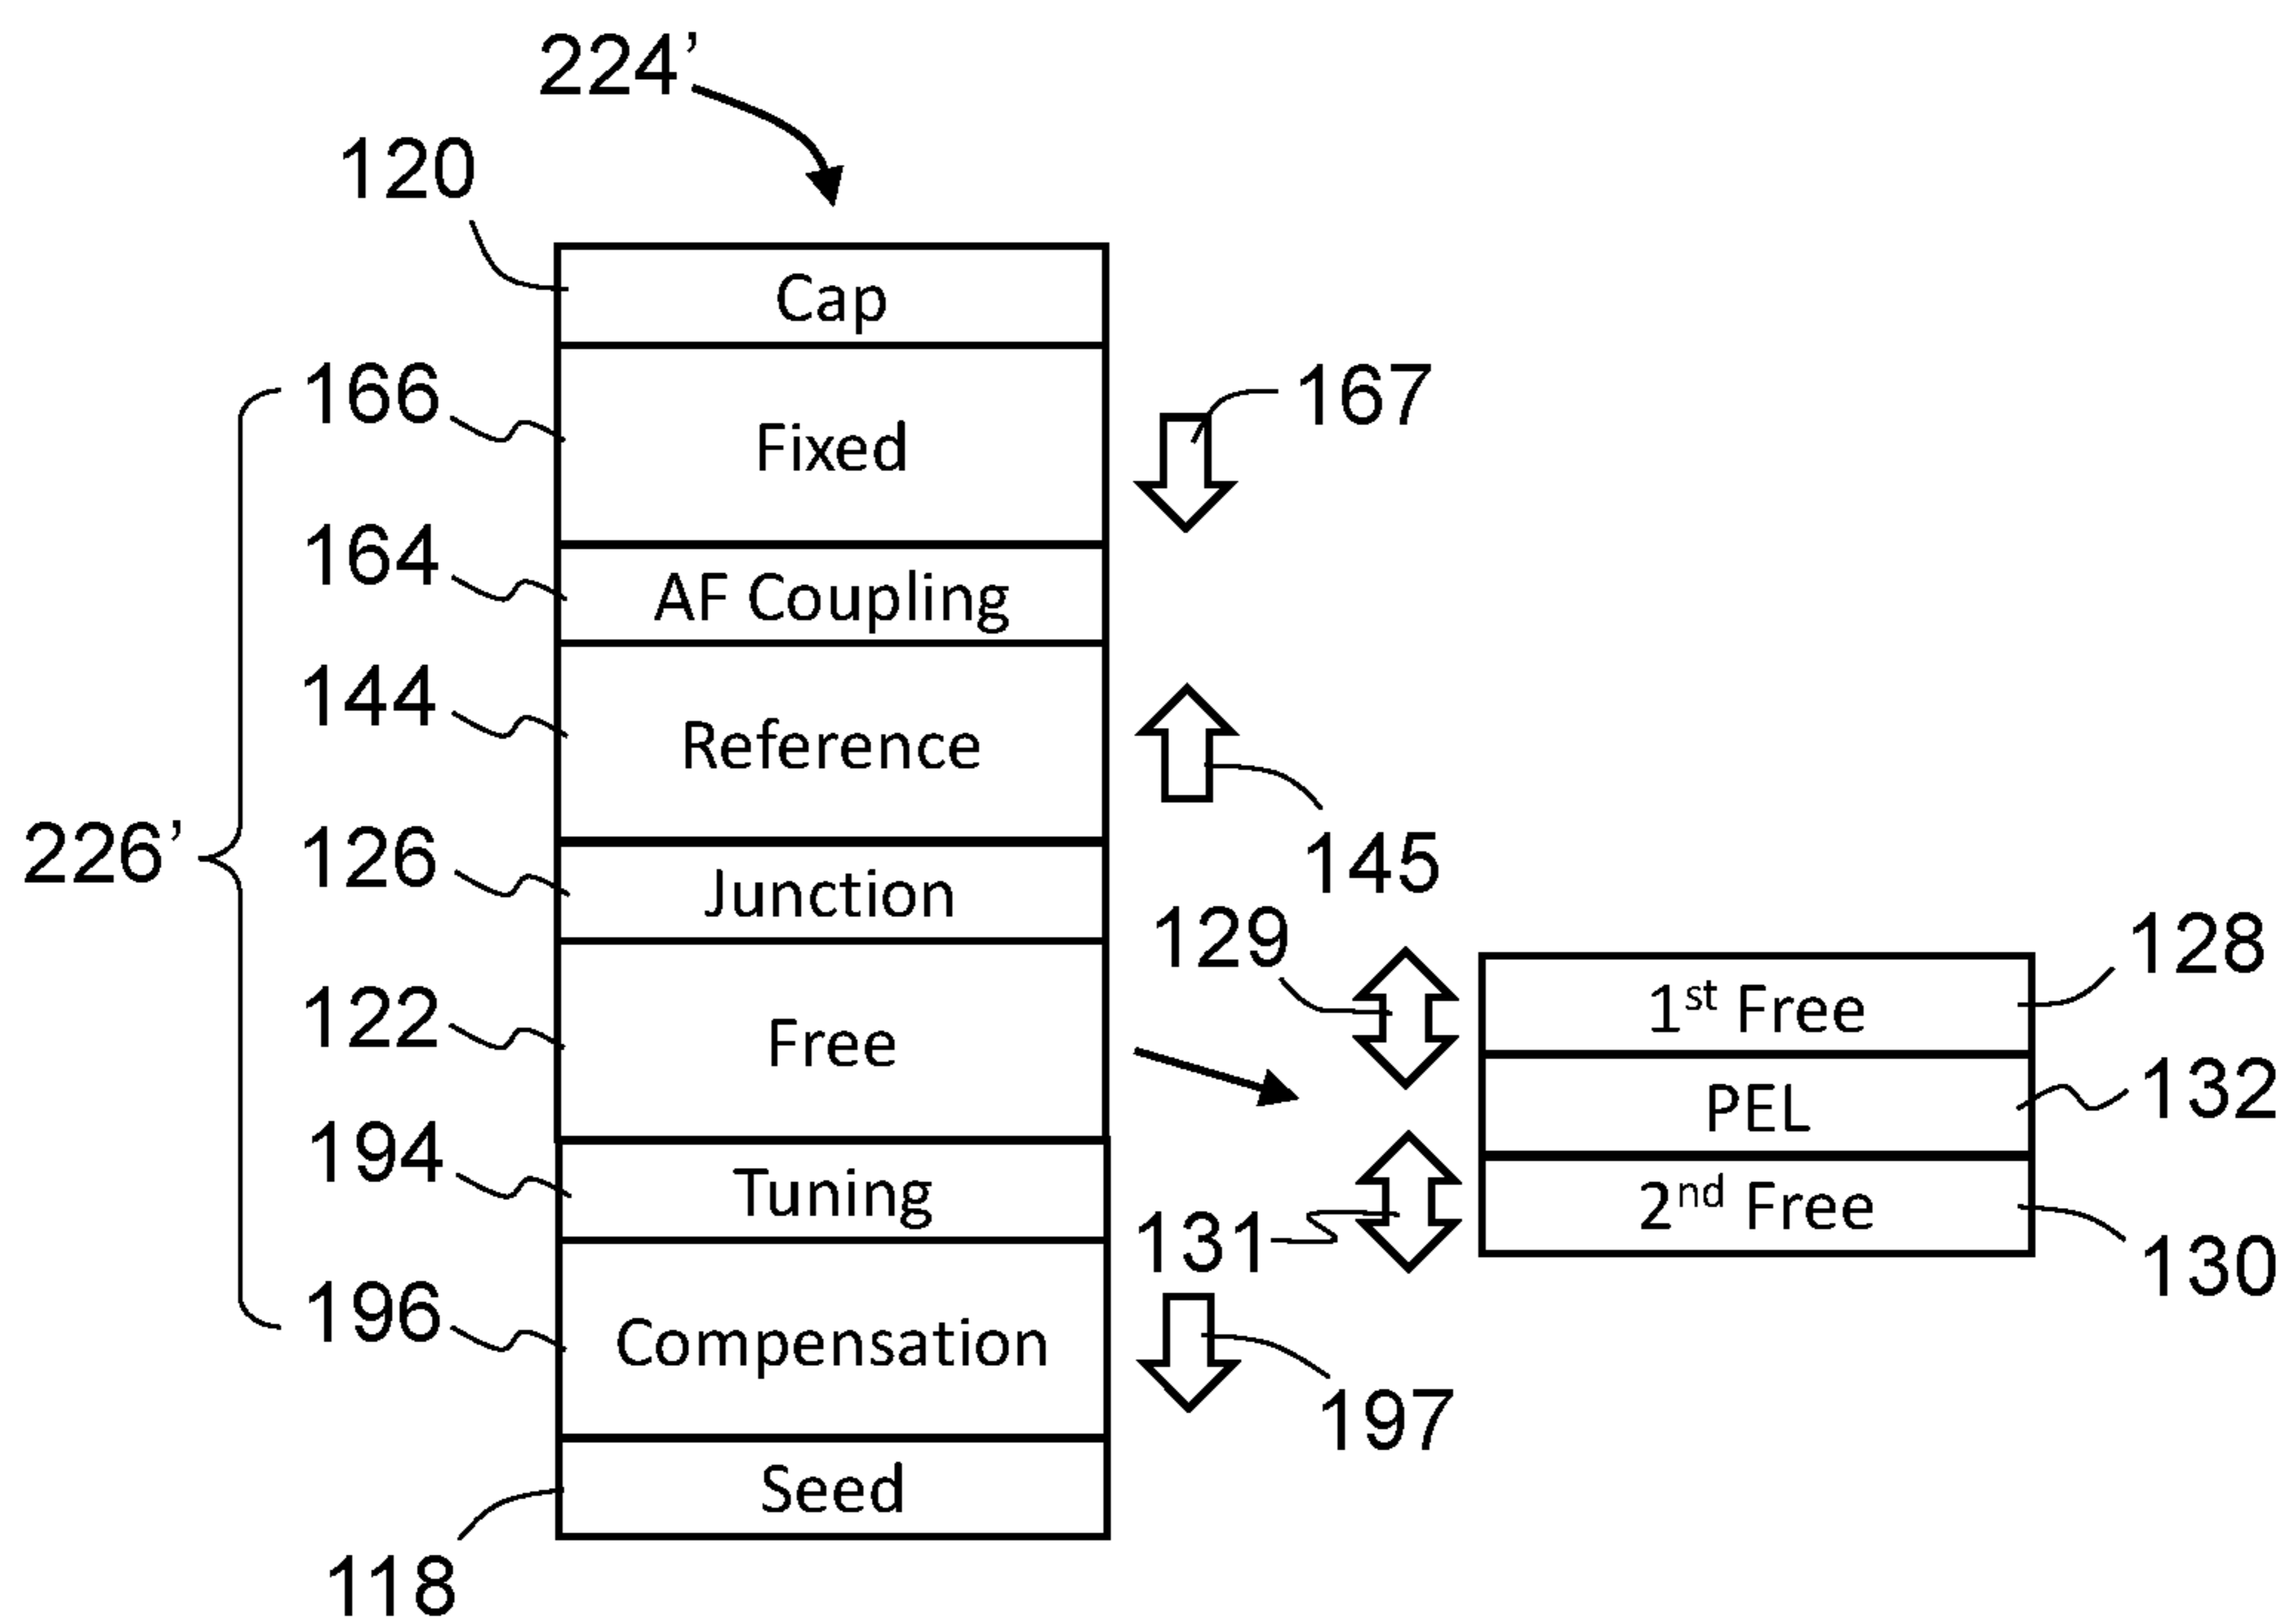 224’
120
Cap
166
Fixed
167
164
AF Coupling
144
Reference
145
226’
126
Junction
129
128
1st Free
122
Free
132
PEL
194
Tuning
131
2nd Free
130
196
Compensation
197
Seed
118